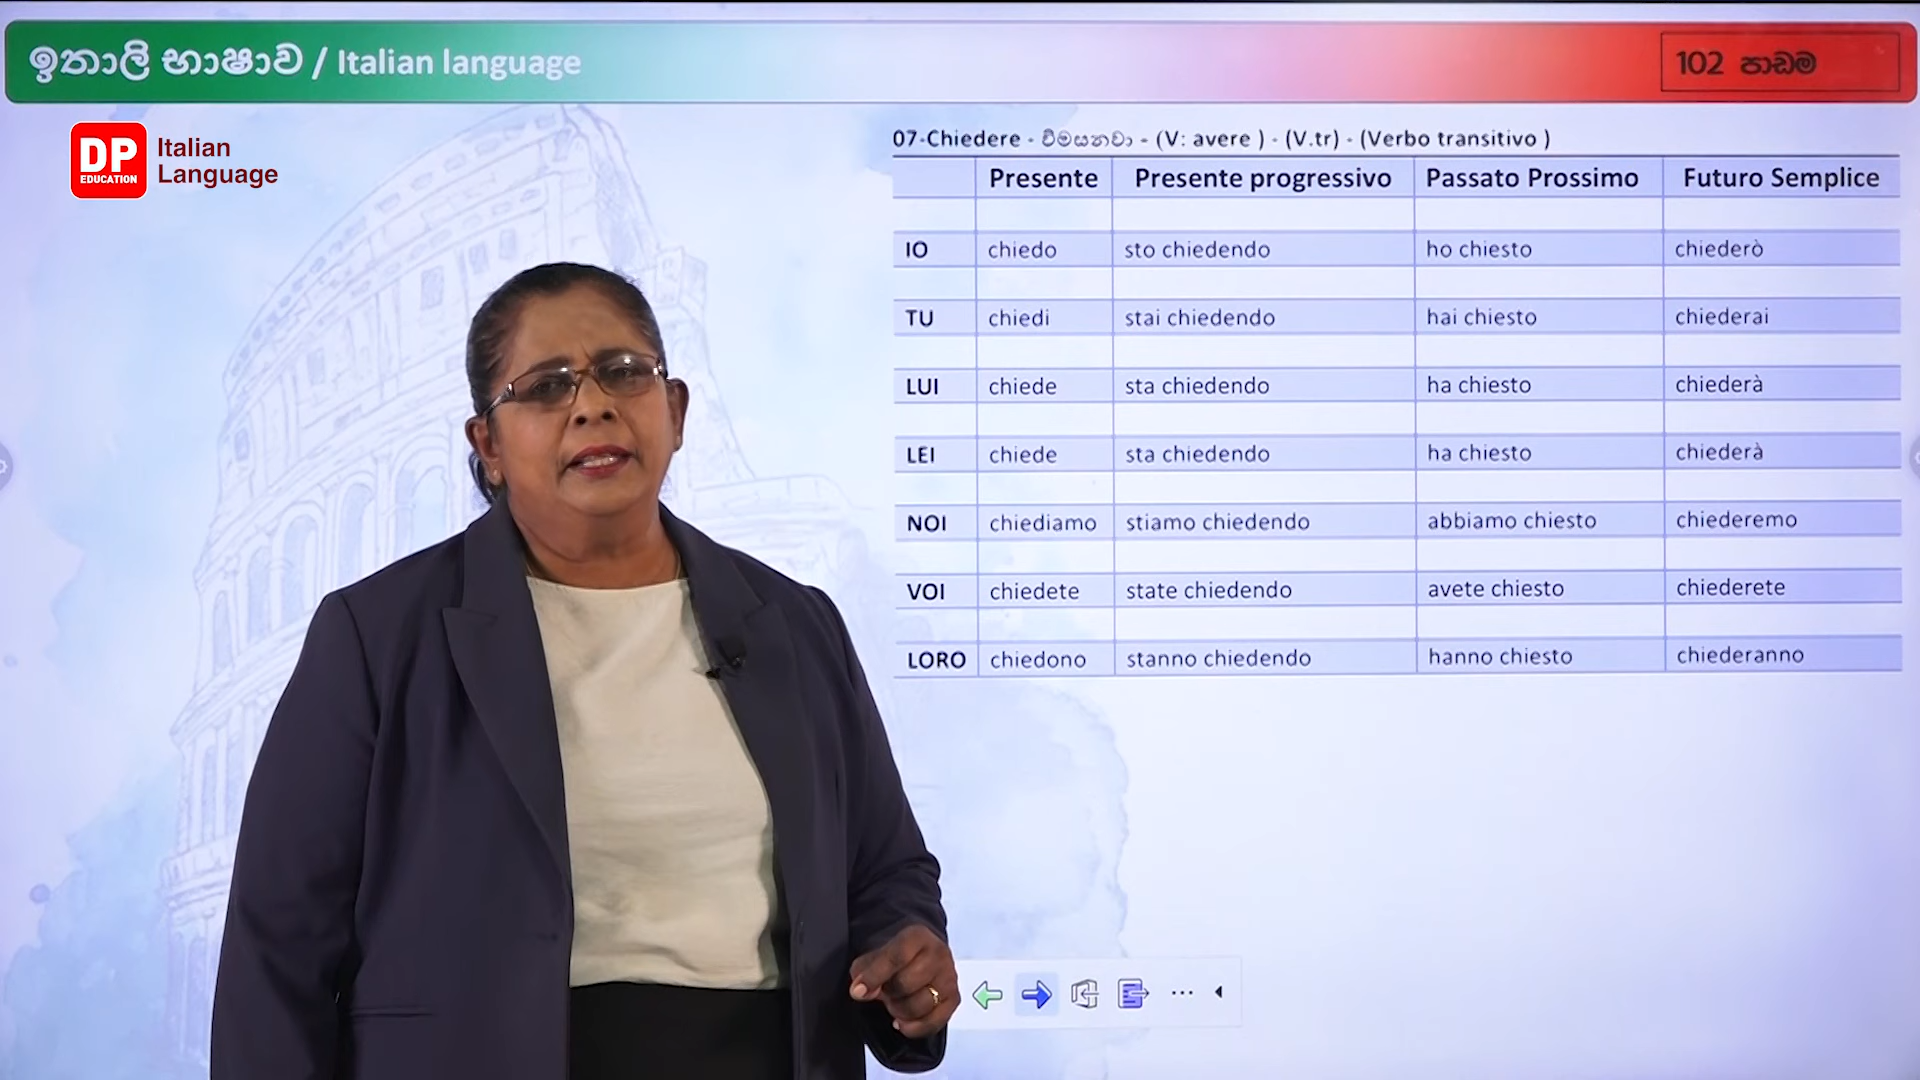 ඉතාලි භාෂාව / Italian language
102 පාඩම
DP
EDUCATION
Italian
Language
07-Chiedere - විමසනවා - (V: avere ) - (V.tr) - (Verbo transitivo )
Presente Presente progressivo Passato Prossimo Futuro Semplice
IO chiedo sto chiedendo ho chiesto chiederò
TU chiedi stai chiedendo hai chiesto chiederai
LUI chiede sta chiedendo ha chiesto chiederà
LEI chiede sta chiedendo ha chiesto chiederà
NOI chiediamo stiamo chiedendo abbiamo chiesto chiederemo
VOI chiedete state chiedendo avete chiesto chiederete
LORO chiedono stanno chiedendo hanno chiesto chiederanno